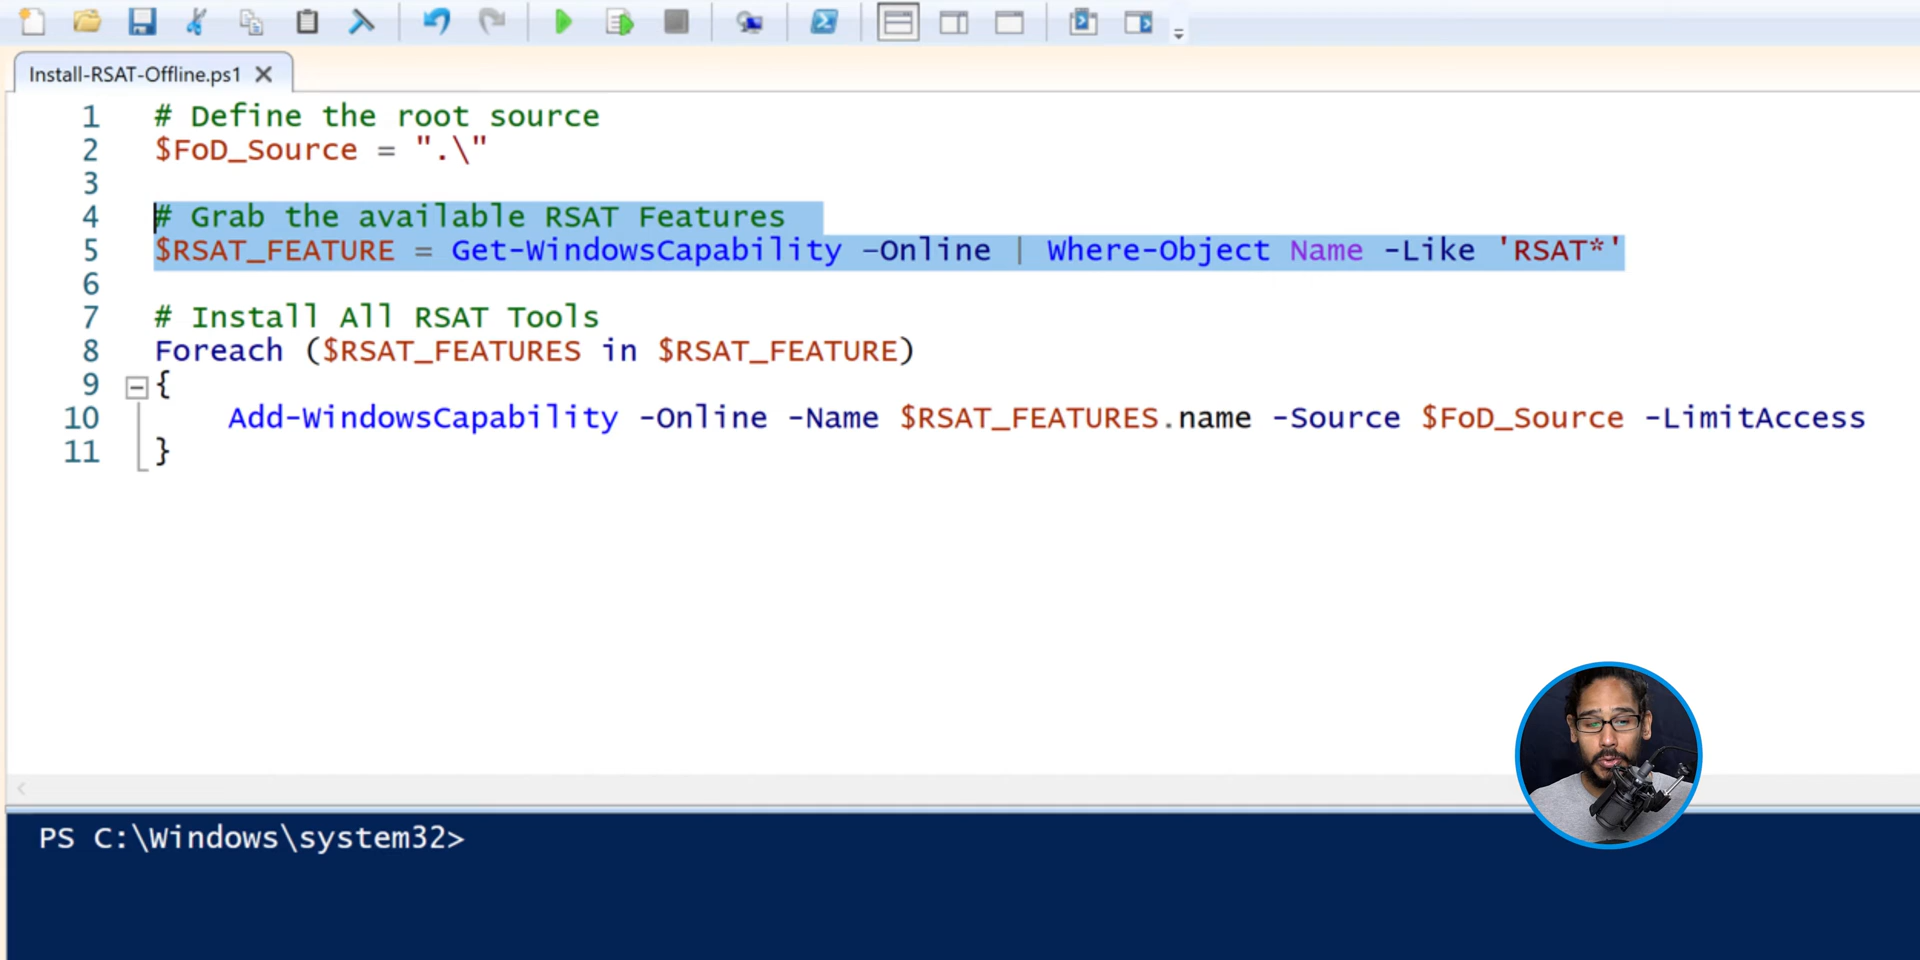 Install-RSAT-Offline.ps1
1 # Define the root source
2 $FoD_Source = ".\"
3
4 # Grab the available RSAT Features
5 $RSAT_FEATURE = Get-WindowsCapability –Online | Where-Object Name -Like 'RSAT*'
6
7 # Install All RSAT Tools
8 Foreach ($RSAT_FEATURES in $RSAT_FEATURE)
9 {
10 Add-WindowsCapability -Online -Name $RSAT_FEATURES.name -Source $FoD_Source -LimitAccess
11 }
PS C:\Windows\system32>